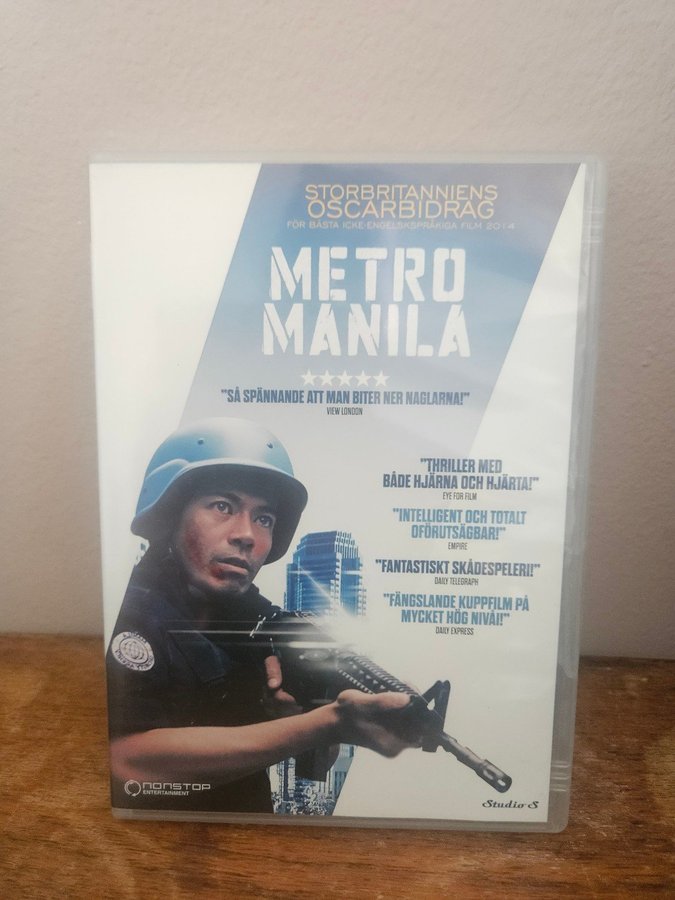 STORBRITANNIENS
OSCARBIDRAG
FÖR BÄSTA ICKE ENGELSKSPRÅKIGA FILM 2014
METRO
MANILA
"SÅ SPÄNNANDE ATT MAN BITER NER NAGLARNA!"
VIEW LONDON
"THRILLER MED
BÅDE HJÄRNA OCH HJÄRTA!"
EYE FOR FILM
"INTELLIGENT OCH TOTALT
OFÖRUTSÄGBAR!"
EMPIRE
"FANTASTISKT SKÅDESPELERI!"
DAILY TELEGRAPH
"FÄNGSLANDE KUPPFILM PÅ
MYCKET HÖG NIVÅ!"
DAILY EXPRESS
NONSTOP
ENTERTAINMENT
Studio S